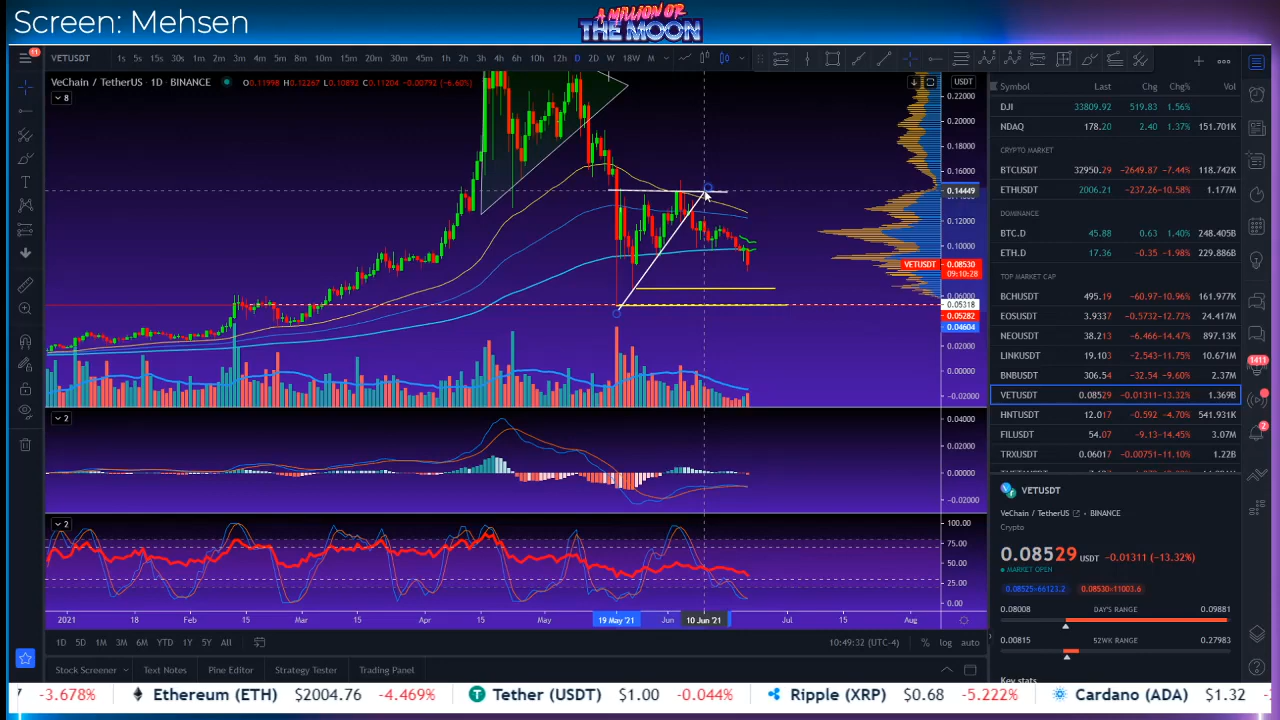 Screen: Mehsen
A MILLION OR
THE MOON
11
VETUSDT 1s 5s 15s 30s 1m 2m 3m 4m 5m 10m 15m 20m 30m 1h 2h 3h 4h 6h 12h D 2D W 18W M
VeChain / TetherUS 1D BINANCE O0.11998 H0.12267 L0.10892 C0.11204 −0.00792 (−6.60%)
8
USDT
0.22000
0.20000
0.18000
0.16000
0.14449
0.12000
0.10000
VETUSDT 0.08530
09:10:28
0.06000
0.05318
0.05282
0.04604
0.02000
0.00000
-0.02000
2
0.04000
0.02000
0.00000
-0.02000
2
100.00
75.00
50.00
25.00
0.00
2021 18 Feb Mar 15 Apr 15 May 19 May '21 Jun 10 Jun '21 Jul 15 Aug
1D 5D 1M 3M 6M YTD 1Y 5Y All 10:49:32 (UTC-4) % log auto
Stock Screener Text Notes Pine Editor Strategy Tester Trading Panel
Symbol Last Chg Chg% Vol
DJI 33809.92 519.83 1.56%
NDAQ 178.20 2.40 1.37% 151.701K
CRYPTO MARKET
BTCUSDT 32950.29 −2649.87 −7.44% 118.742K
ETHUSDT 2006.21 −237.26 −10.58% 1.177M
DOMINANCE
BTC.D 45.88 0.63 1.40% 248.405B
ETH.D 17.36 −0.35 −1.98% 229.886B
TOP MARKET CAP
BCHUSDT 495.19 −60.97 −10.96% 161.977K
EOSUSDT 3.9337 −0.5732 −12.72% 24.417M
NEOUSDT 38.213 −6.466 −14.47% 897.13K
LINKUSDT 19.103 −2.543 −11.75% 10.671M
BNBUSDT 306.54 −32.54 −9.60% 2.37M
VETUSDT 0.08529 −0.01311 −13.32% 1.369B
HNTUSDT 12.017 −0.592 −4.70% 541.931K
FILUSDT 54.07 −9.13 −14.45% 3.07M
TRXUSDT 0.06017 −0.00751 −11.10% 1.22B
1411
2
VETUSDT
VeChain / TetherUS BINANCE
Crypto
0.08529 USDT −0.01311 (−13.32%)
MARKET OPEN
0.08525×66123.2 0.08530×11003.6
0.08008 DAY'S RANGE 0.09881
0.00815 52WK RANGE 0.27983
Key stats
-3.678% Ethereum (ETH) $2004.76 -4.469% Tether (USDT) $1.00 -0.044% Ripple (XRP) $0.68 -5.222% Cardano (ADA) $1.32